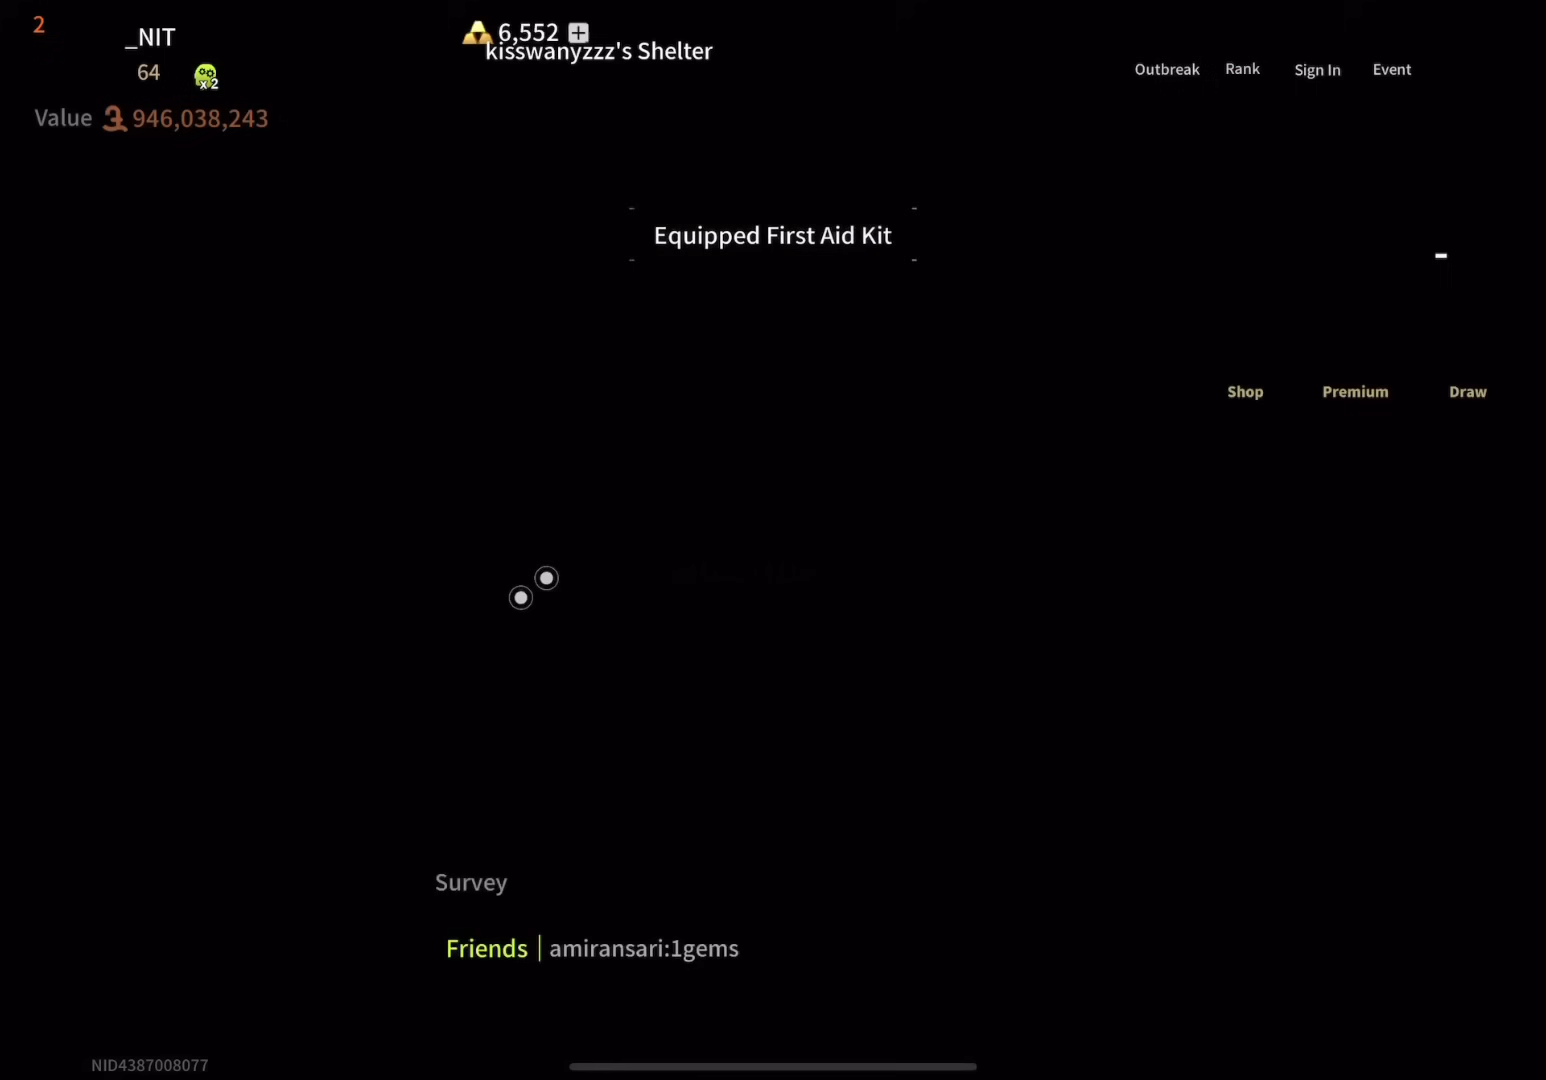 2
_NIT
6,552
kisswanyzzz's Shelter
64
x2
Outbreak Rank Sign In Event
Value 946,038,243
Equipped First Aid Kit
Shop Premium Draw
Survey
Friends | amiransari:1gems
NID4387008077